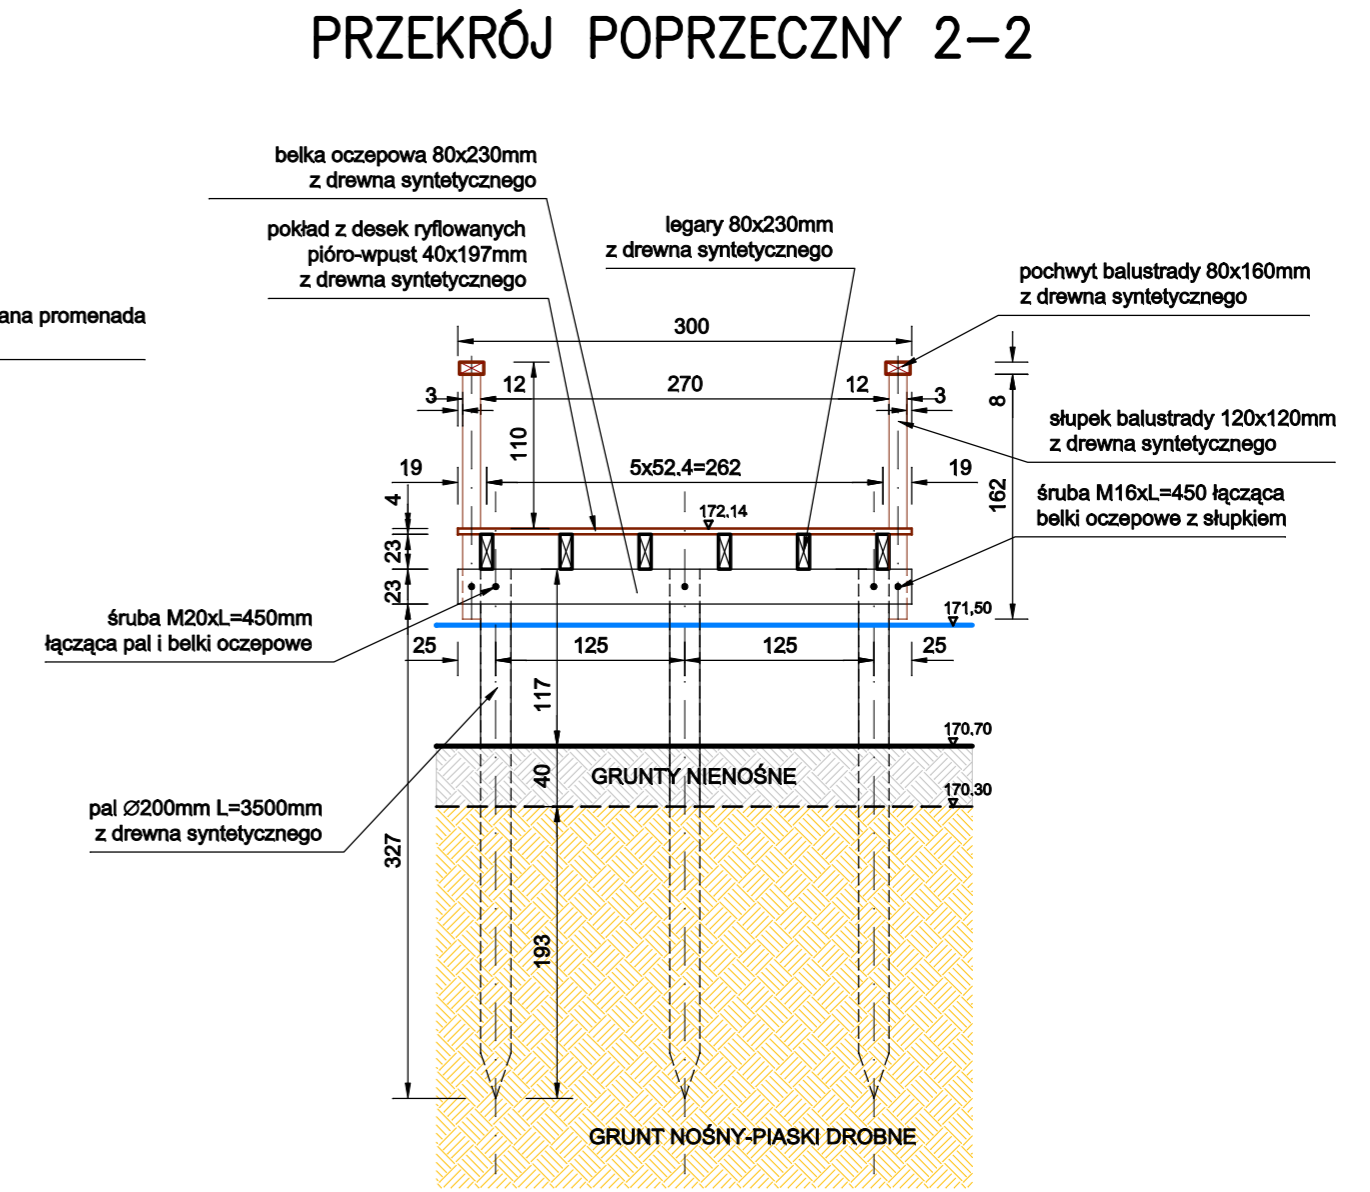 PRZEKRÓJ POPRZECZNY 2-2
belka oczepowa 80x230mm
z drewna syntetycznego
pokład z desek ryflowanych
pióro-wpust 40x197mm
z drewna syntetycznego
legary 80x230mm
z drewna syntetycznego
pochwyt balustrady 80x160mm
z drewna syntetycznego
ana promenada
300
3
12
270
12
3
8
110
słupek balustrady 120x120mm
z drewna syntetycznego
19
5x52,4=262
19
162
4
172,14
śruba M16xL=450 łącząca
belki oczepowe z słupkiem
23
23
171,50
śruba M20xL=450mm
łącząca pal i belki oczepowe
25
125
125
25
117
170,70
GRUNTY NIENOŚNE
40
170,30
pal Ø200mm L=3500mm
z drewna syntetycznego
327
193
GRUNT NOŚNY-PIASKI DROBNE